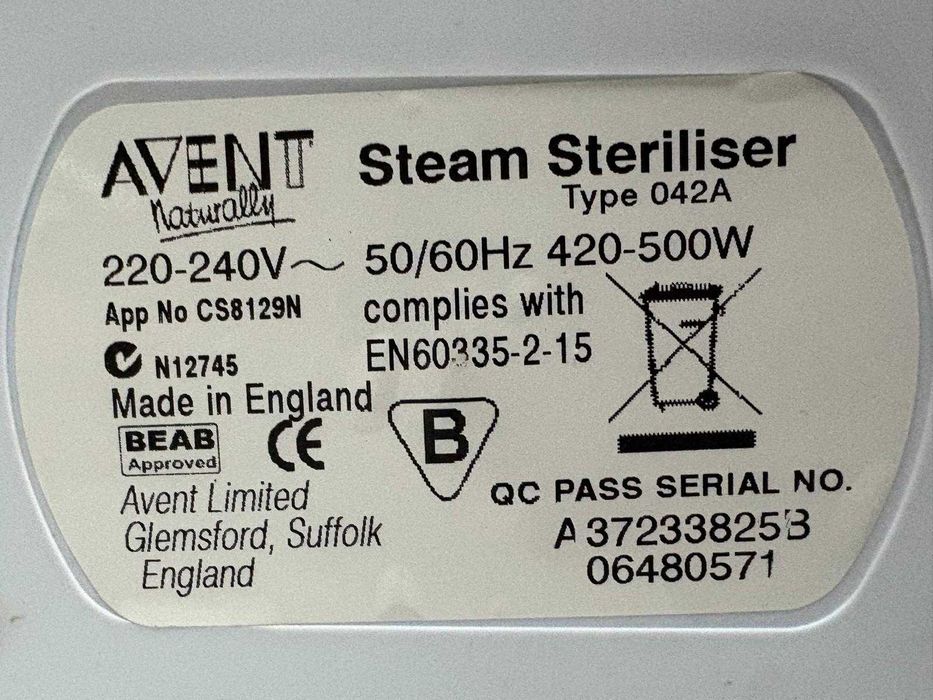 AVENT
Naturally
Steam Steriliser
Type 042A
220-240V~ 50/60Hz 420-500W
App No CS8129N
complies with
N12745
EN60335-2-15
Made in England
BEAB
Approved
CE
B
Avent Limited
Glemsford, Suffolk
England
QC PASS SERIAL NO.
A372338257B
06480571